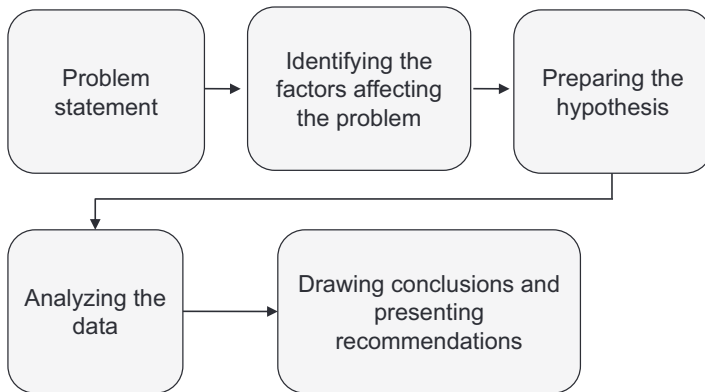 Problem
statement
Identifying the
factors affecting
the problem
Preparing the
hypothesis
Analyzing the
data
Drawing conclusions and
presenting
recommendations